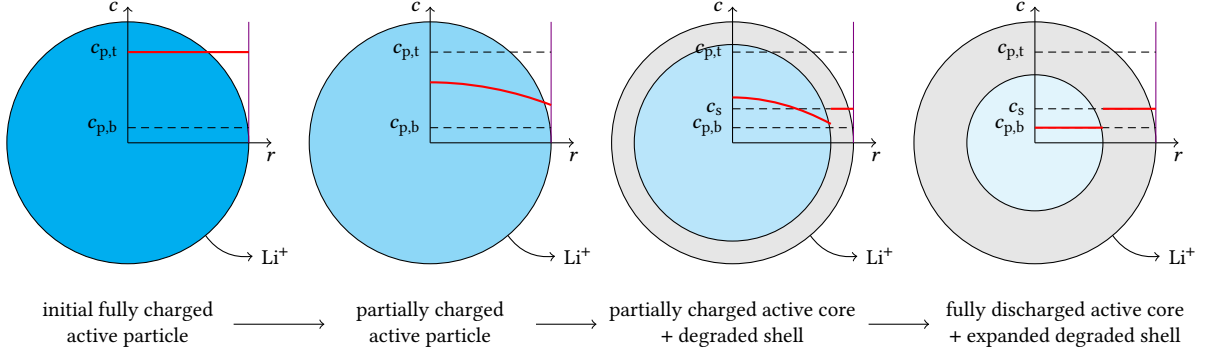 c
c_p,t
c_p,b
r
Li⁺
initial fully charged
active particle
c
c_p,t
c_p,b
r
Li⁺
partially charged
active particle
c
c_p,t
c_s
c_p,b
r
Li⁺
partially charged active core
+ degraded shell
c
c_p,t
c_s
c_p,b
r
Li⁺
fully discharged active core
+ expanded degraded shell